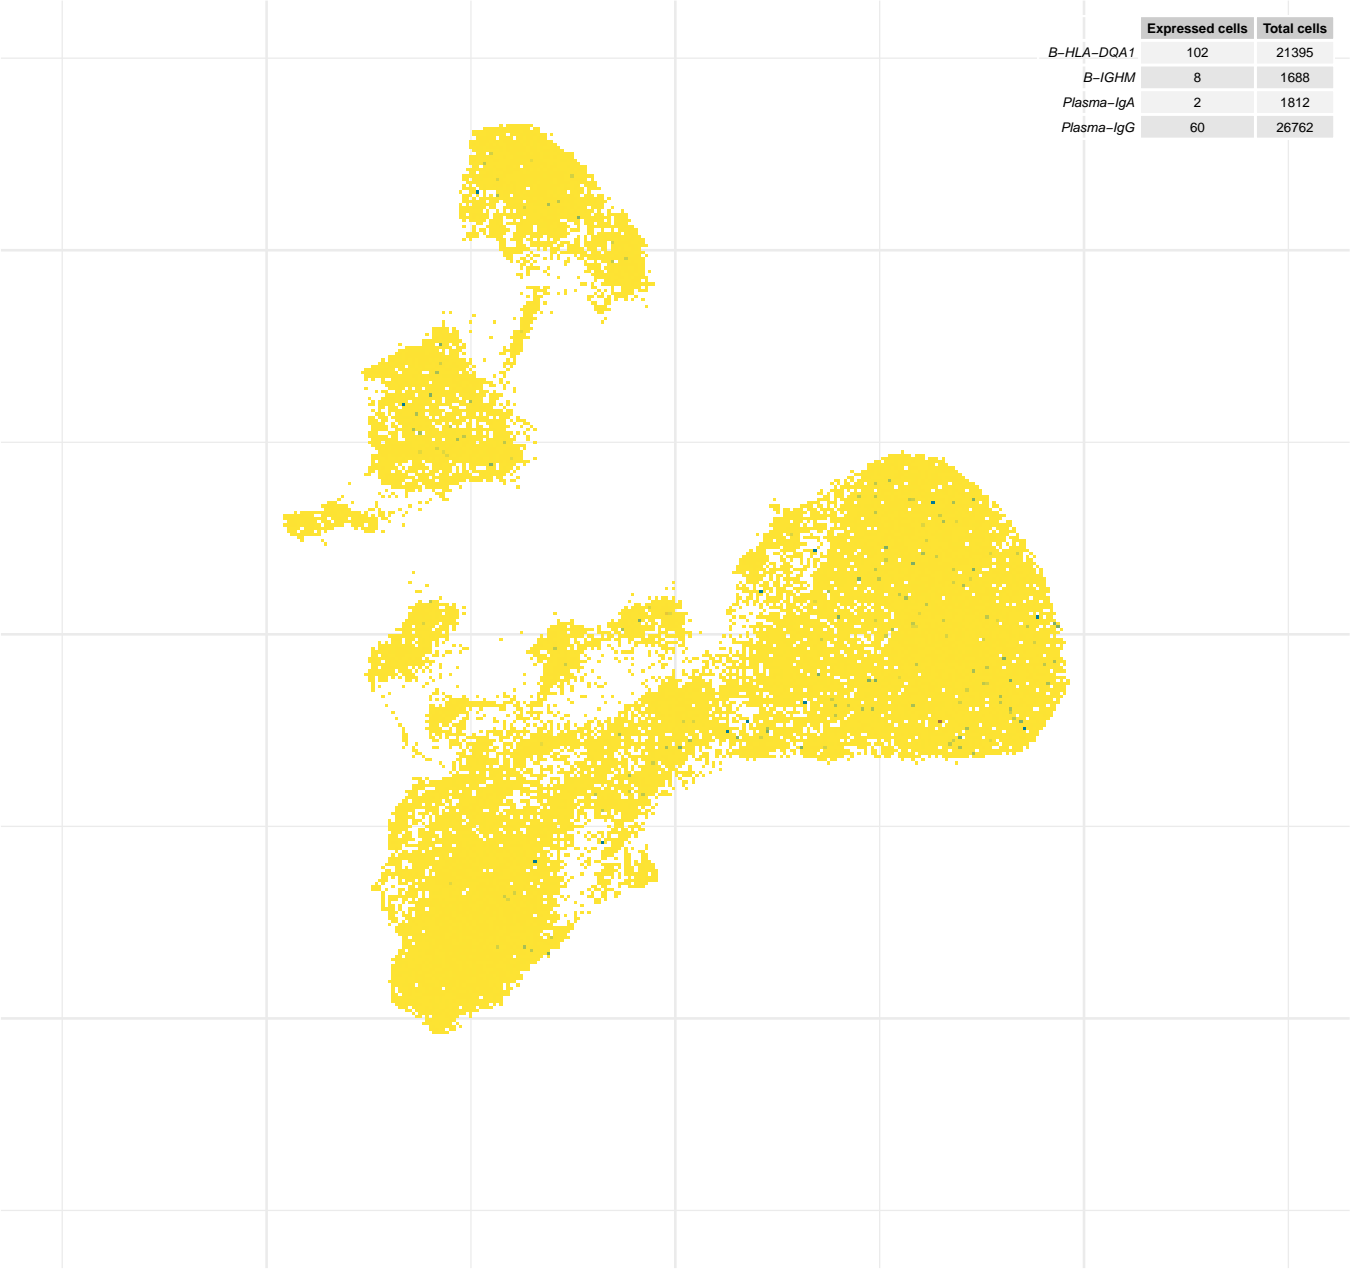 Expressed cells Total cells
B−HLA−DQA1 102 21395
B−IGHM 8 1688
Plasma−IgA 2 1812
Plasma−IgG 60 26762